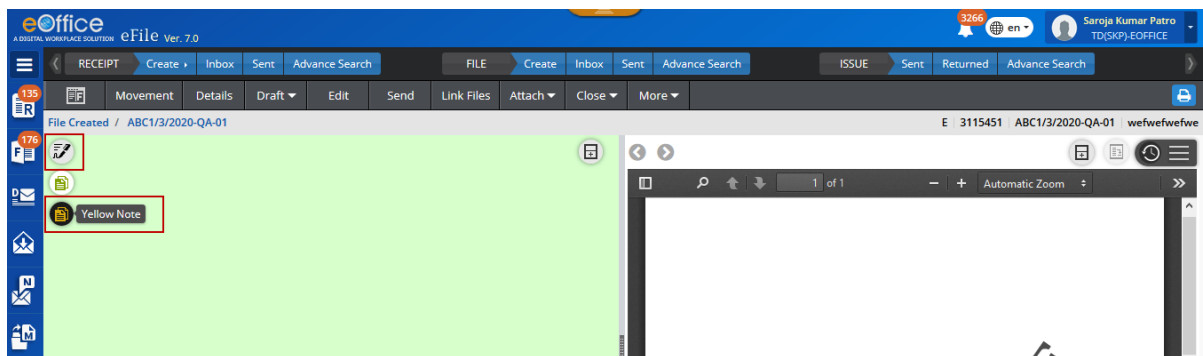 eOffice
A DIGITAL WORKPLACE SOLUTION eFile Ver. 7.0
3266
en
Saroja Kumar Patro
TD(SKP)-EOFFICE
RECEIPT Create Inbox Sent Advance Search FILE Create Inbox Sent Advance Search ISSUE Sent Returned Advance Search
135
R
F Movement Details Draft Edit Send Link Files Attach Close More
File Created / ABC1/3/2020-QA-01
E 3115451 ABC1/3/2020-QA-01 wefwefwefwe
176
F
1 of 1
Automatic Zoom
D
Yellow Note
N
M